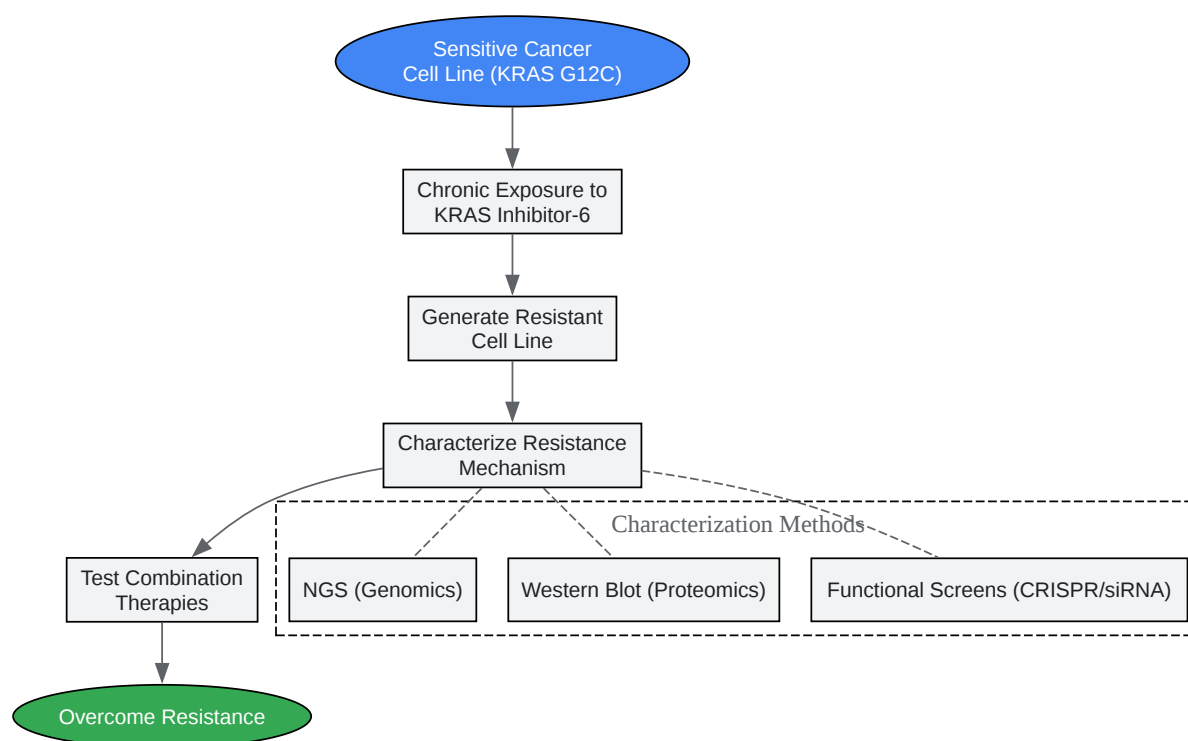 Sensitive Cancer
Cell Line (KRAS G12C)
Chronic Exposure to
KRAS Inhibitor-6
Generate Resistant
Cell Line
Characterize Resistance
Mechanism
Characterization Methods
Test Combination
Therapies
NGS (Genomics)
Western Blot (Proteomics)
Functional Screens (CRISPR/siRNA)
Overcome Resistance